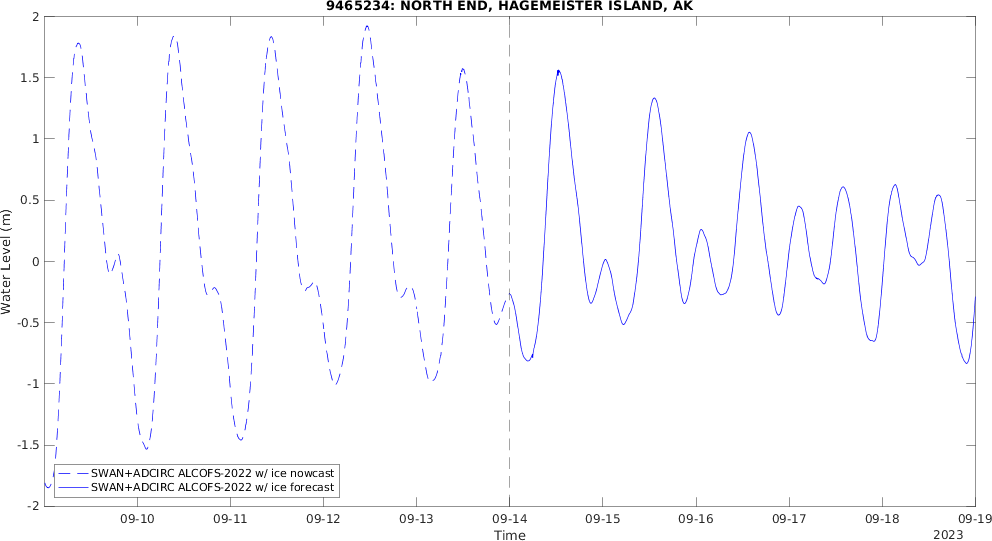 9465234: NORTH END, HAGEMEISTER ISLAND, AK
2
1.5
1
0.5
0
-0.5
-1
-1.5
-2
Water Level (m)
SWAN+ADCIRC ALCOFS-2022 w/ ice nowcast
SWAN+ADCIRC ALCOFS-2022 w/ ice forecast
09-10 09-11 09-12 09-13 09-14 09-15 09-16 09-17 09-18 09-19
Time
2023